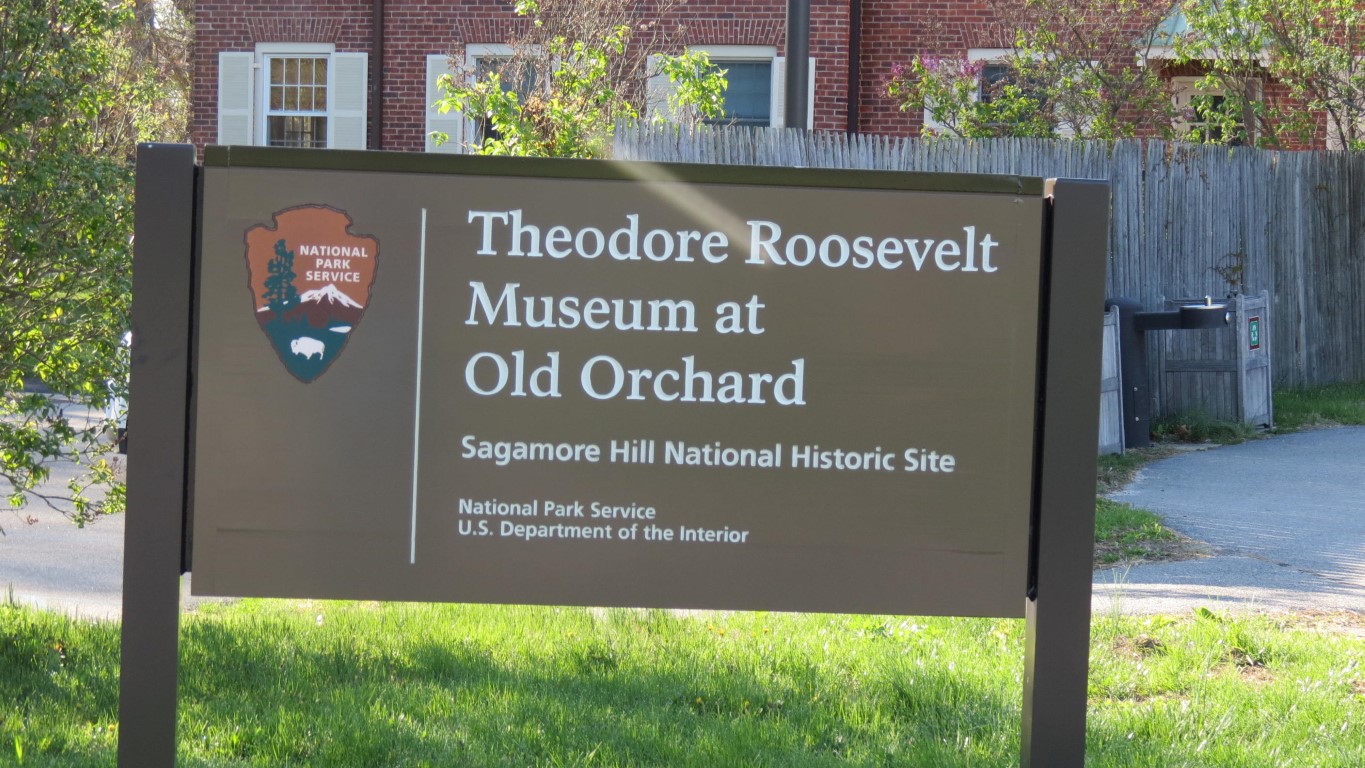 NATIONAL
PARK
SERVICE
Theodore Roosevelt
Museum at
Old Orchard
Sagamore Hill National Historic Site
National Park Service
U.S. Department of the Interior